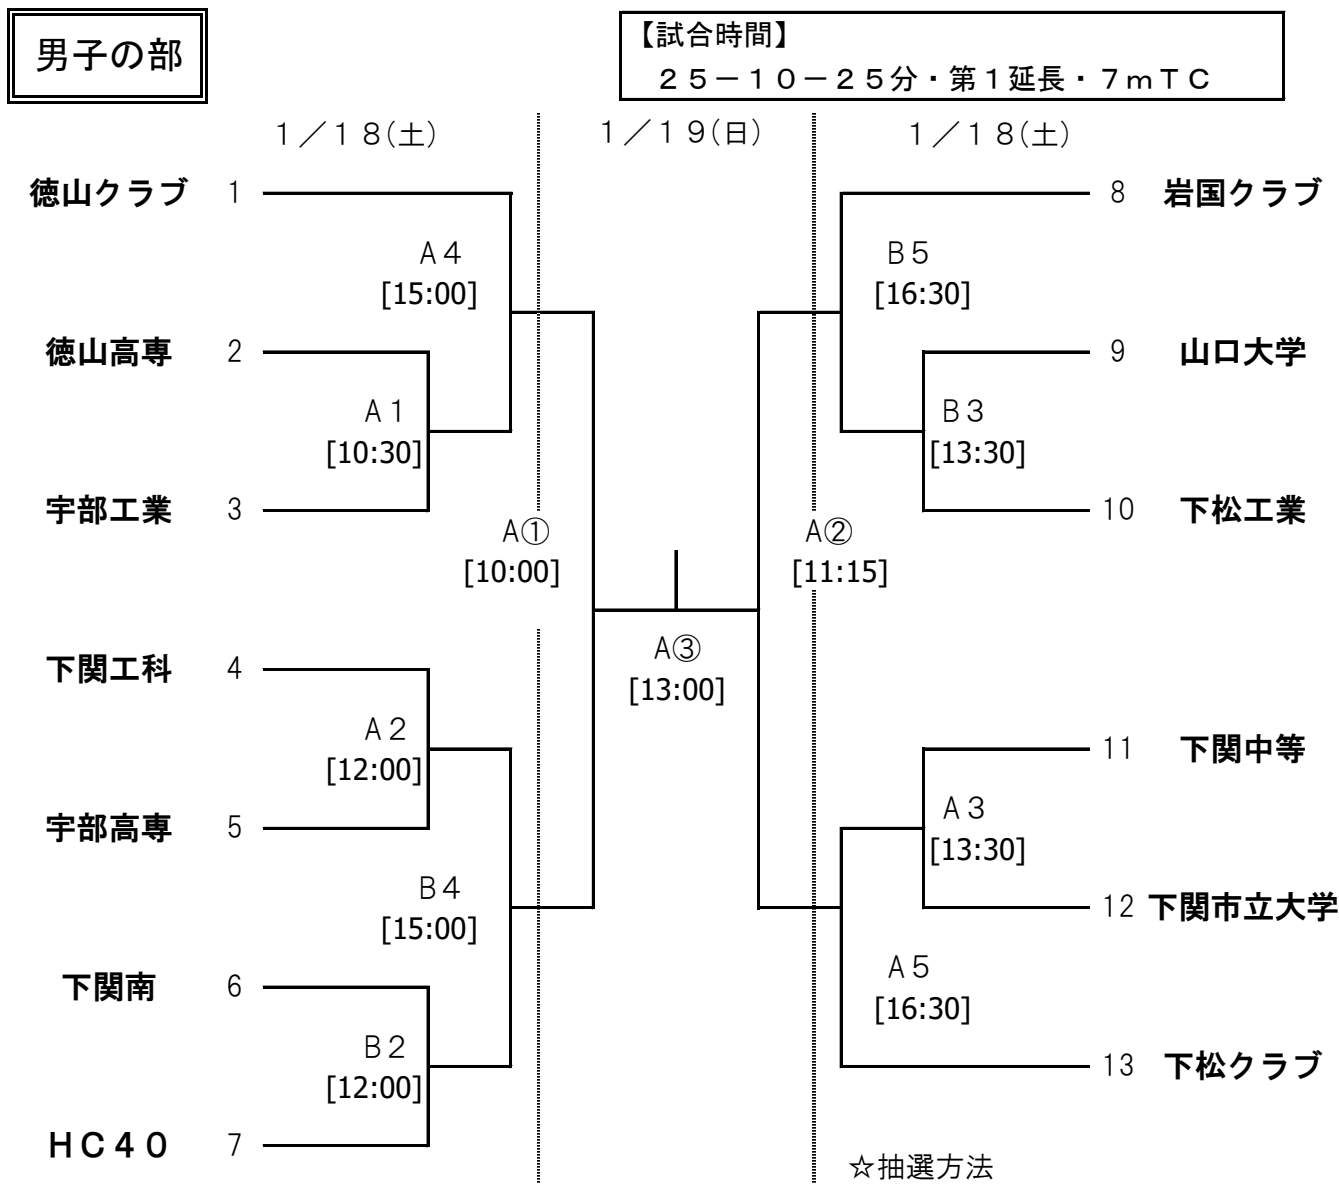 男子の部
【試合時間】
２５－１０－２５分・第１延長・７ｍＴＣ
１／１８(土)
１／１９(日)
１／１８(土)
徳山クラブ 1
A４
[15:00]
徳山高専 2
A１
[10:30]
宇部工業 3
A①
[10:00]
下関工科 4
A２
[12:00]
宇部高専 5
B４
[15:00]
下関南 6
B２
[12:00]
ＨＣ４０ 7
A③
[13:00]
8 岩国クラブ
B５
[16:30]
9 山口大学
B３
[13:30]
10 下松工業
A②
[11:15]
11 下関中等
A３
[13:30]
12 下関市立大学
A５
[16:30]
13 下松クラブ
☆抽選方法